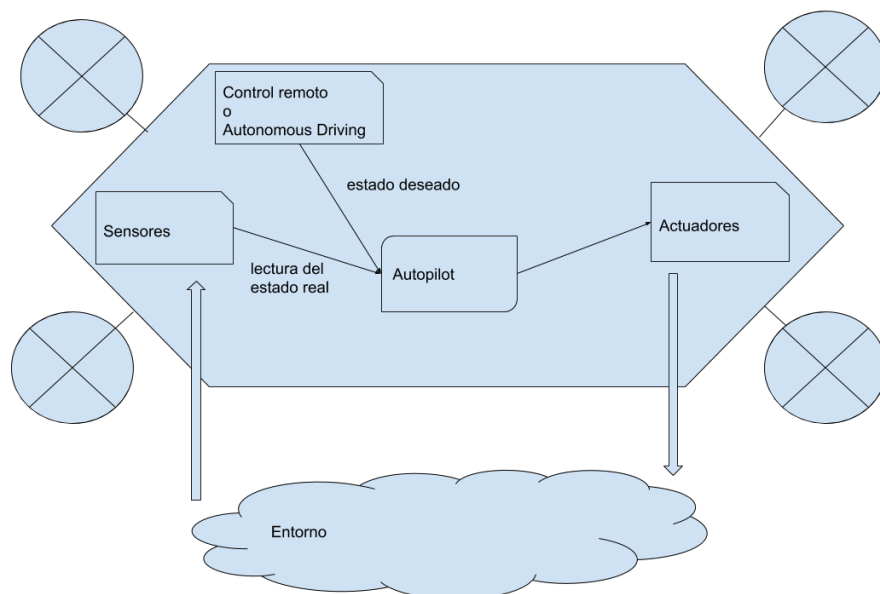 Control remoto
o
Autonomous Driving
estado deseado
Sensores
Actuadores
lectura del
estado real
Autopilot
Entorno